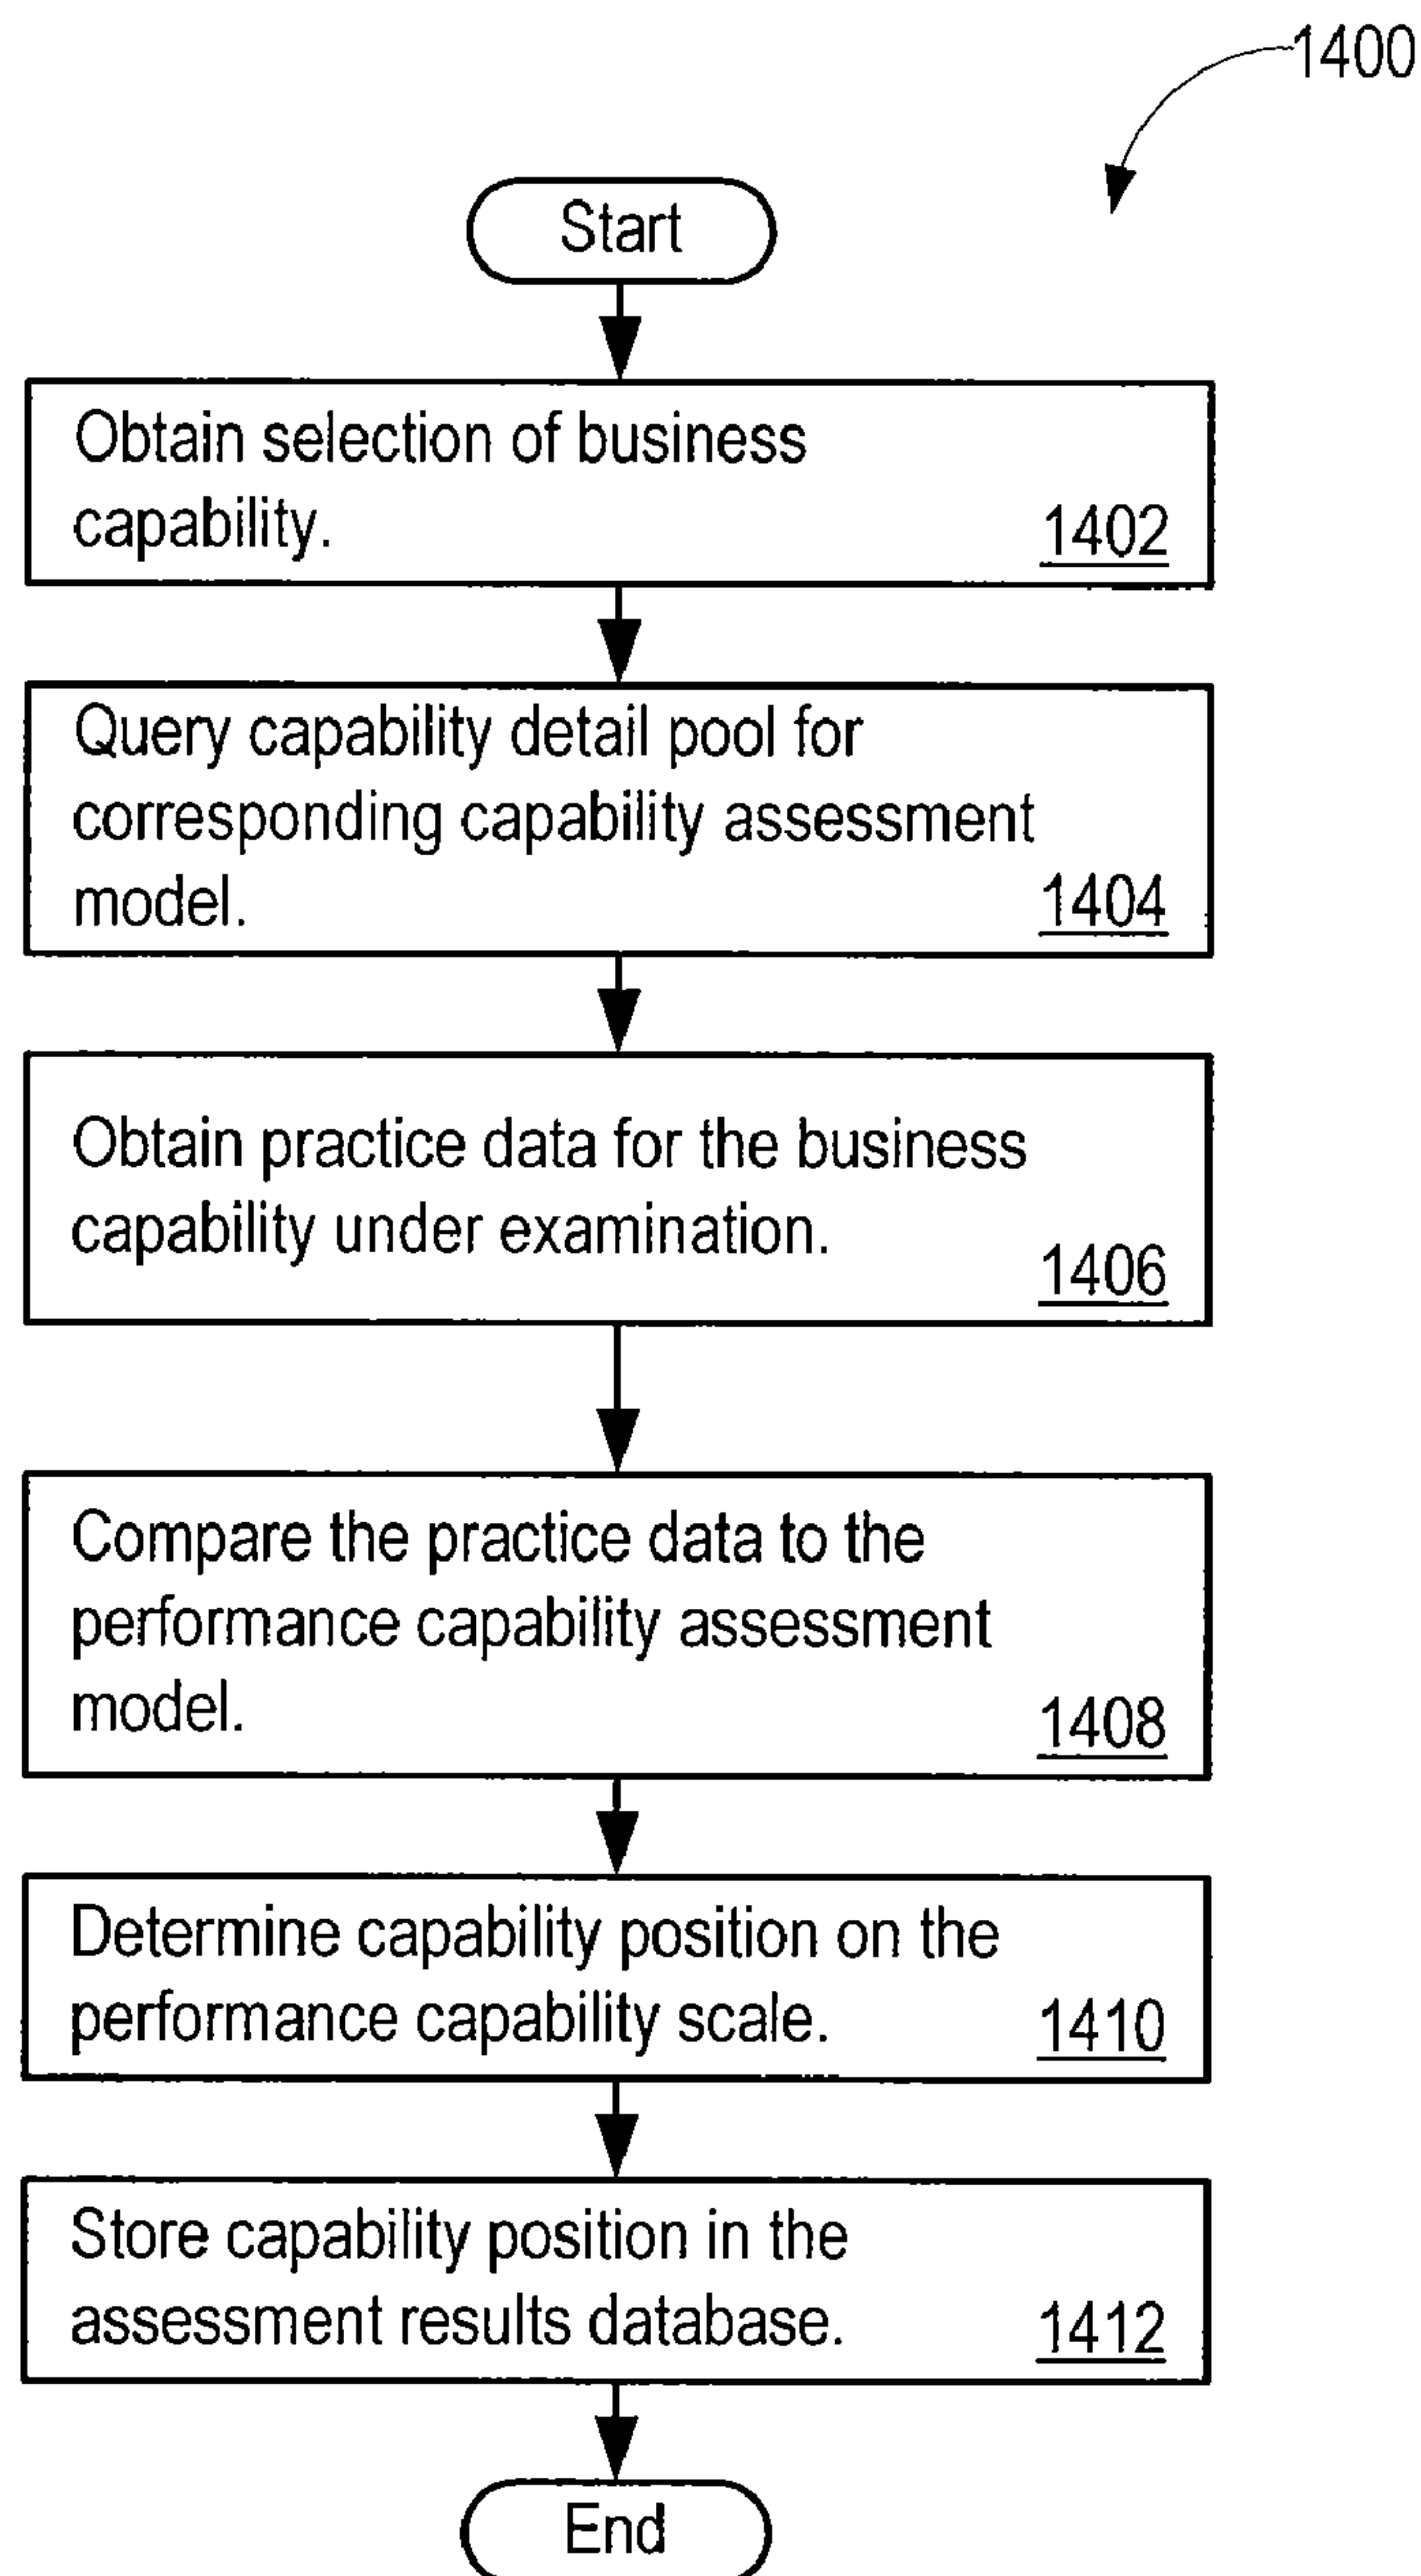 1400
Start
Obtain selection of business
capability.
1402
Query capability detail pool for
corresponding capability assessment
model.
1404
Obtain practice data for the business
capability under examination.
1406
Compare the practice data to the
performance capability assessment
model.
1408
Determine capability position on the
performance capability scale.
1410
Store capability position in the
assessment results database.
1412
End